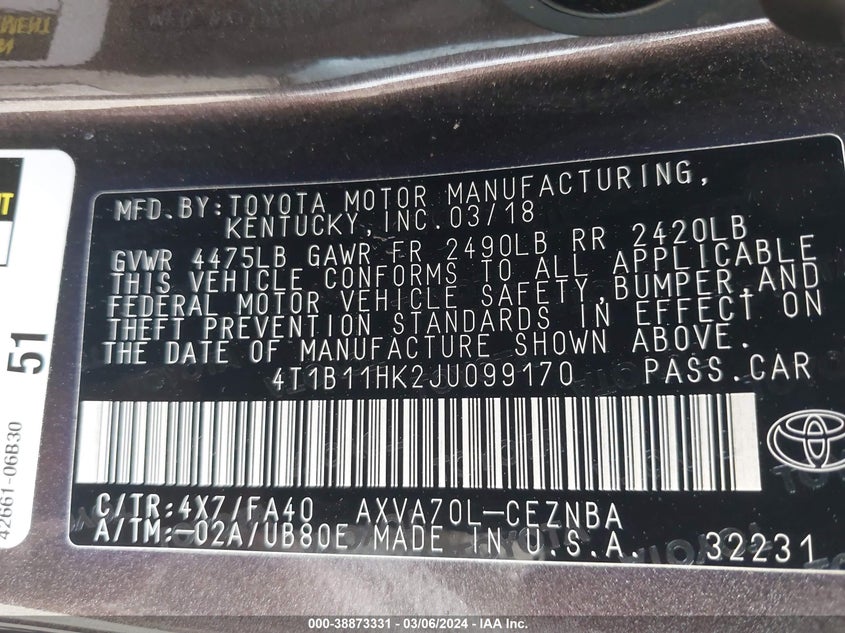 MFD.BY:TOYOTA MOTOR MANUFACTURING,
KENTUCKY,INC.03/18
GVWR 4475LB GAWR FR 2490LB RR 2420LB
THIS VEHICLE CONFORMS TO ALL APPLICABLE
FEDERAL MOTOR VEHICLE SAFETY,BUMPER,AND
THEFT PREVENTION STANDARDS IN EFFECT ON
THE DATE OF MANUFACTURE SHOWN ABOVE.
4T1B11HK2JU099170 PASS.CAR
C/TR:4X7/FA40 AXVA70L-CEZNBA
A/TM:-02A/UB80E MADE IN U.S.A. 32231
51
42661-06B30
000-38873331 - 03/06/2024 - IAA Inc.